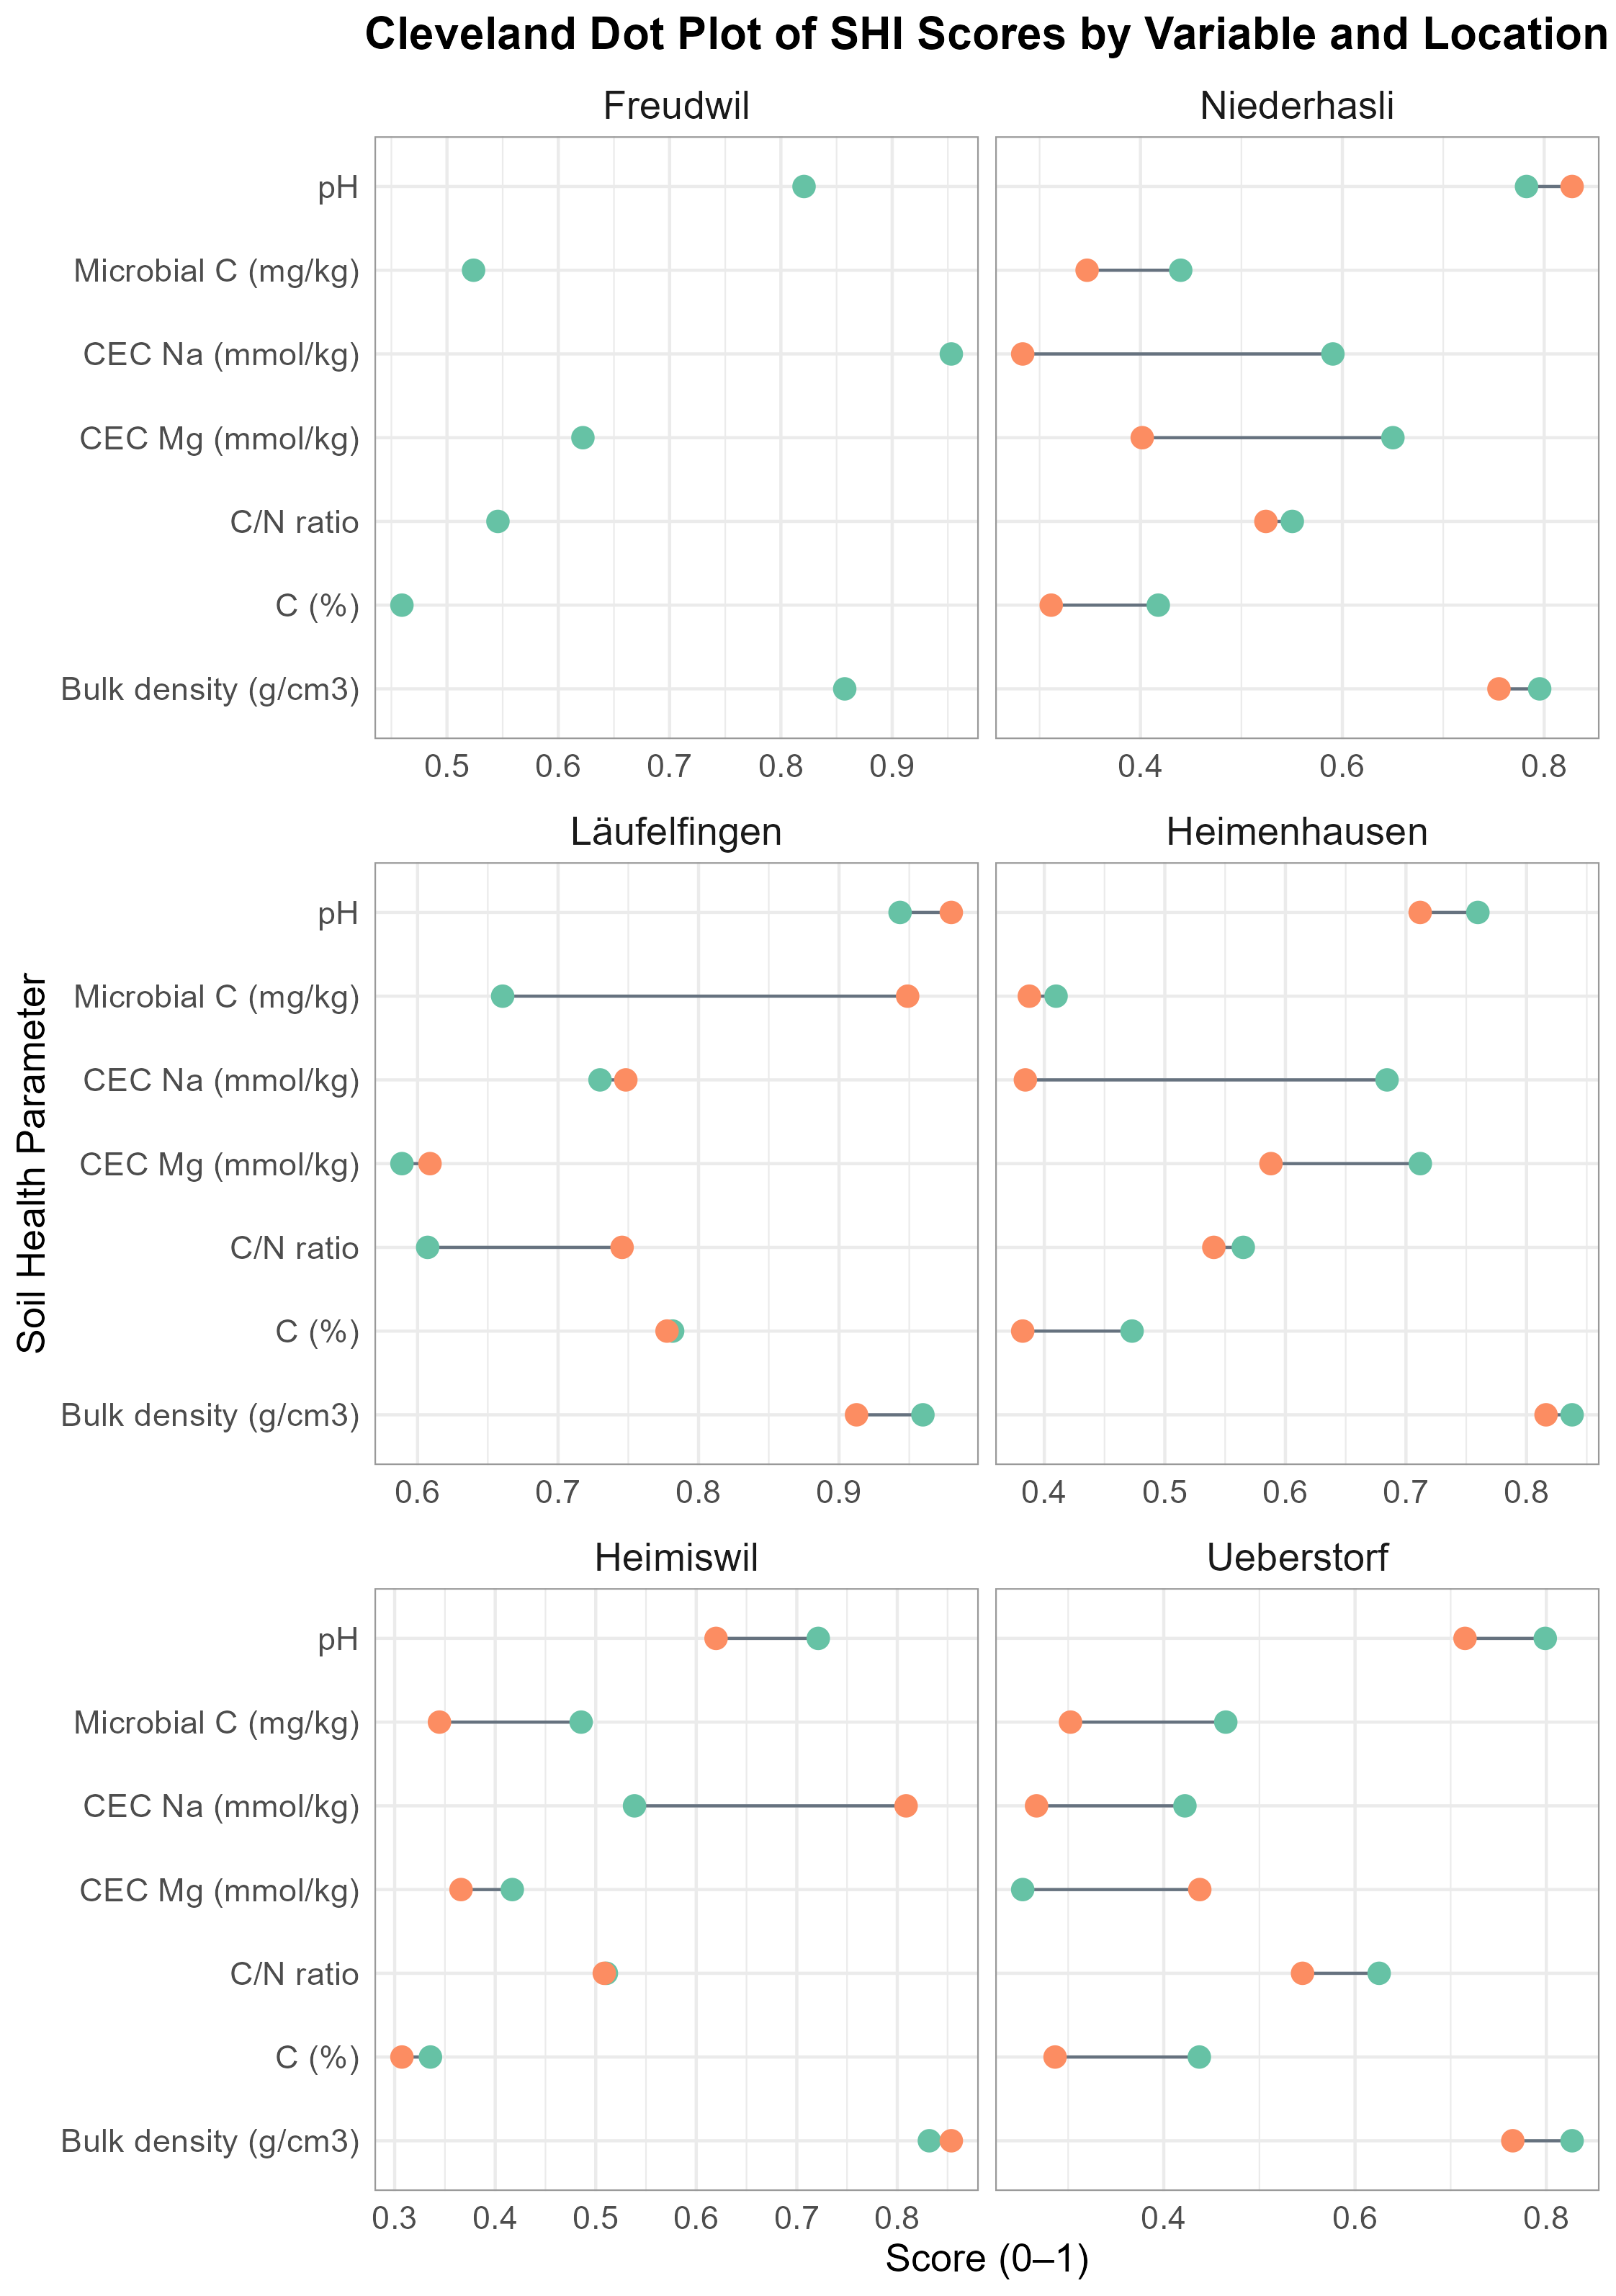 Cleveland Dot Plot of SHI Scores by Variable and Location
Freudwil
Niederhasli
pH
Microbial C (mg/kg)
CEC Na (mmol/kg)
CEC Mg (mmol/kg)
C/N ratio
C (%)
Bulk density (g/cm3)
0.5 0.6 0.7 0.8 0.9
0.4 0.6 0.8
Läufelfingen
Heimenhausen
Soil Health Parameter
pH
Microbial C (mg/kg)
CEC Na (mmol/kg)
CEC Mg (mmol/kg)
C/N ratio
C (%)
Bulk density (g/cm3)
0.6 0.7 0.8 0.9
0.4 0.5 0.6 0.7 0.8
Heimiswil
Ueberstorf
pH
Microbial C (mg/kg)
CEC Na (mmol/kg)
CEC Mg (mmol/kg)
C/N ratio
C (%)
Bulk density (g/cm3)
0.3 0.4 0.5 0.6 0.7 0.8
0.4 0.6 0.8
Score (0–1)